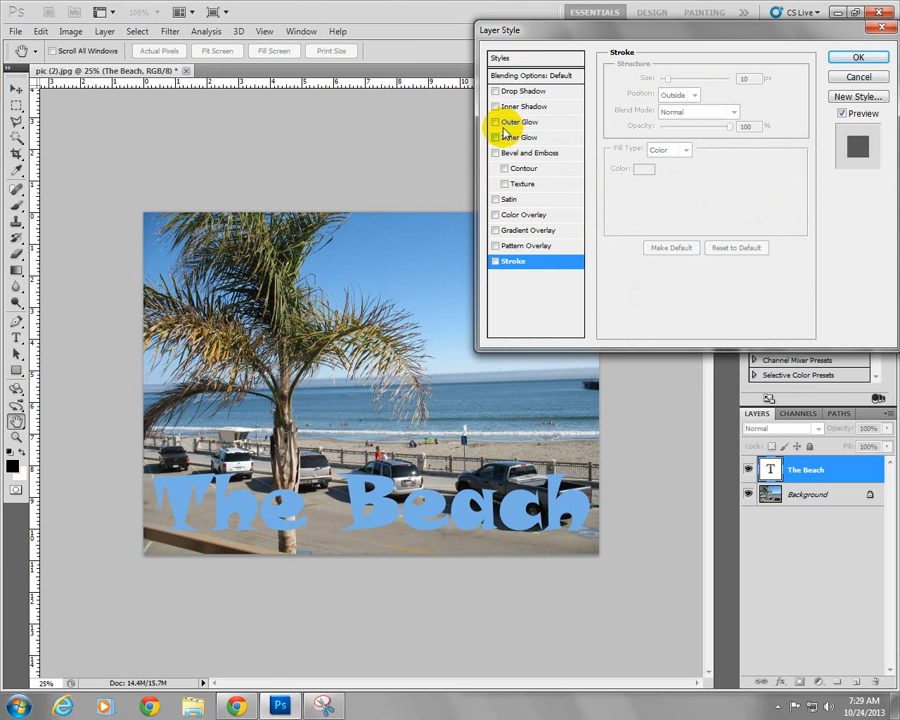 Ps Br Mb 100% ESSENTIALS DESIGN PAINTING CS Live
File Edit Image Layer Select Filter Analysis 3D View Window Help
Scroll All Windows Actual Pixels Fit Screen Fill Screen Print Size
pic (2).jpg @ 25% (The Beach, RGB/8) *
Layer Style
Styles
Blending Options: Default
Drop Shadow
Inner Shadow
Outer Glow
Inner Glow
Bevel and Emboss
Contour
Texture
Satin
Color Overlay
Gradient Overlay
Pattern Overlay
Stroke
Stroke
Structure
Size: 10 px
Position: Outside
Blend Mode: Normal
Opacity: 100 %
Fill Type: Color
Color:
Make Default Reset to Default
OK
Cancel
New Style...
Preview
The Beach
Channel Mixer Presets
Selective Color Presets
LAYERS CHANNELS PATHS
Normal Opacity: 100%
Lock: Fill: 100%
T The Beach
Background
25% Doc: 14.4M/15.7M
Ps
7:29 AM
10/24/2013